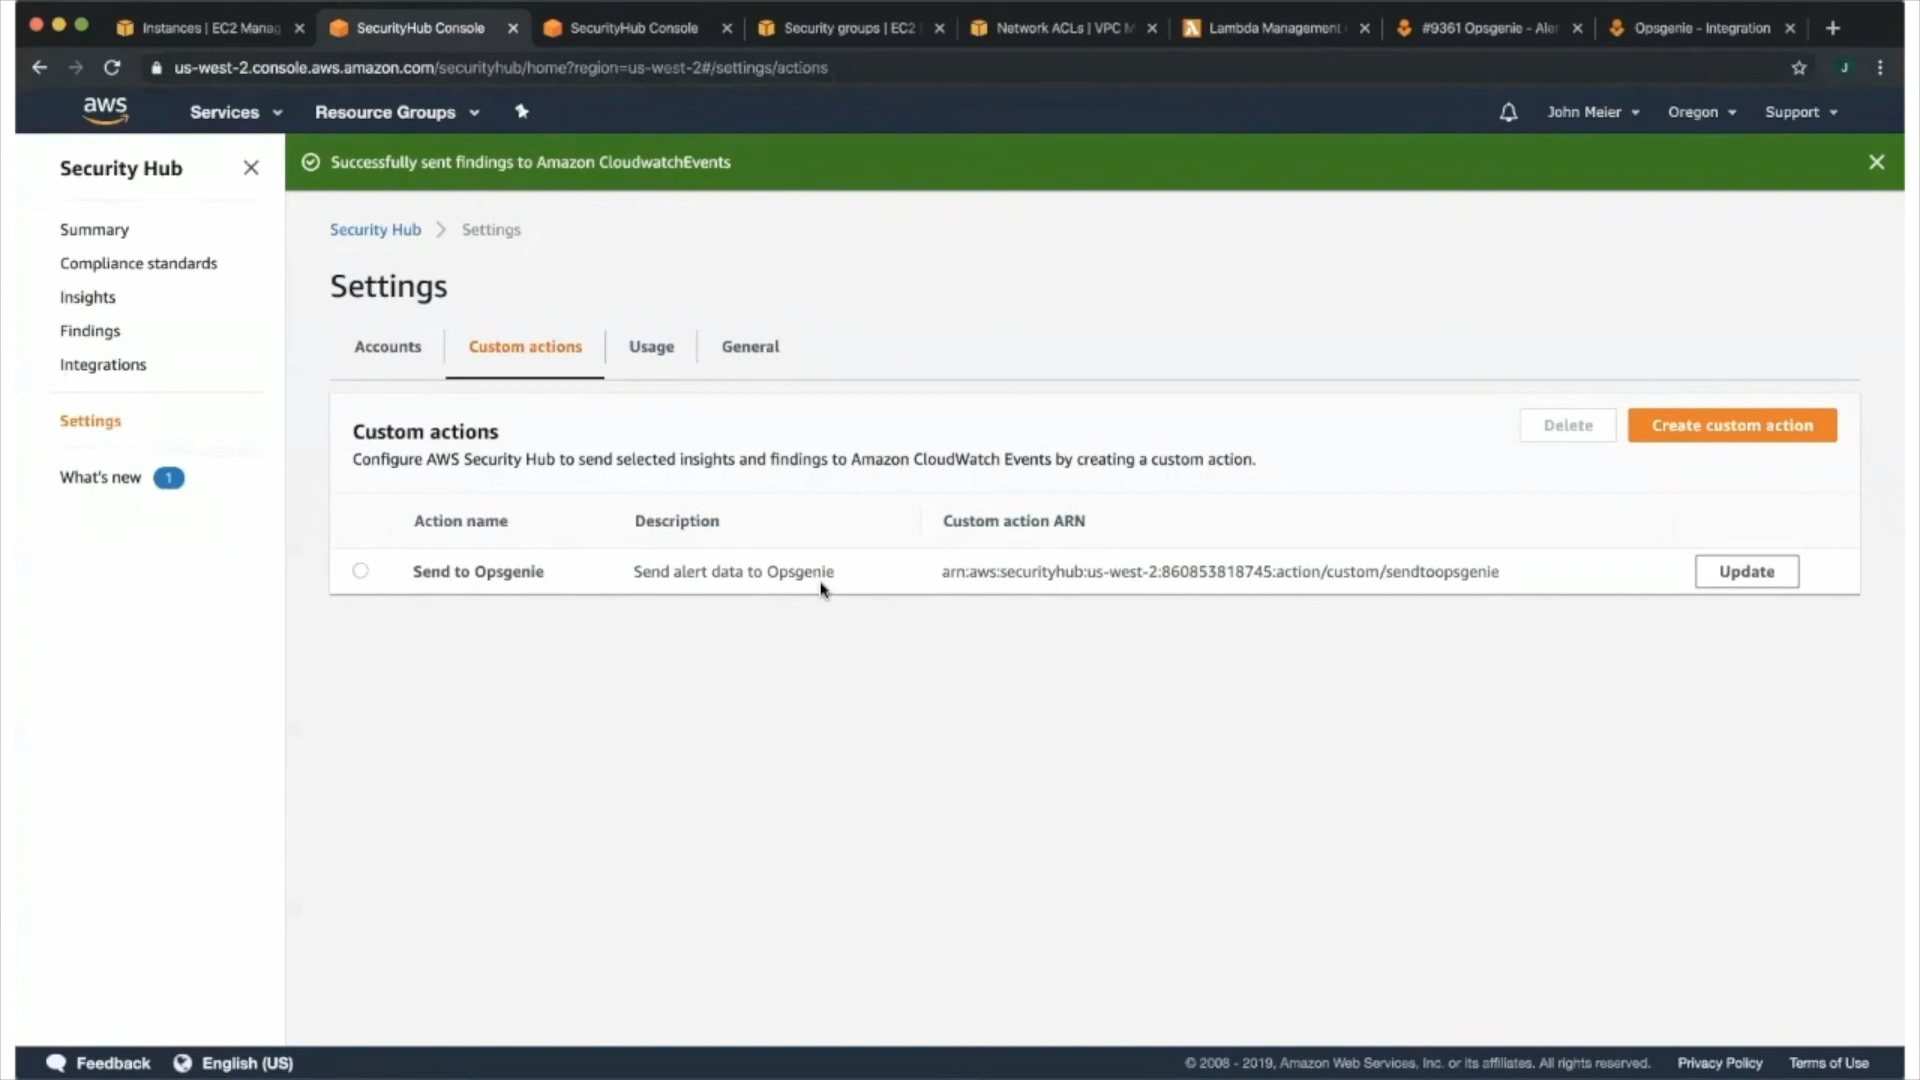 Instances | EC2 Manag
SecurityHub Console
SecurityHub Console
Security groups | EC2
Network ACLs | VPC M
Lambda Management
#9361 Opsgenie - Aler
Opsgenie - Integration
us-west-2.console.aws.amazon.com/securityhub/home?region=us-west-2#/settings/actions
J
aws
Services
Resource Groups
John Meier
Oregon
Support
Security Hub
Successfully sent findings to Amazon CloudwatchEvents
Summary
Compliance standards
Insights
Findings
Integrations
Settings
What's new 1
Security Hub > Settings
Settings
Accounts
Custom actions
Usage
General
Custom actions
Delete
Create custom action
Configure AWS Security Hub to send selected insights and findings to Amazon CloudWatch Events by creating a custom action.
Action name
Description
Custom action ARN
Send to Opsgenie
Send alert data to Opsgenie
arn:aws:securityhub:us-west-2:860853818745:action/custom/sendtoopsgenie
Update
Feedback
English (US)
© 2008 - 2019, Amazon Web Services, Inc. or its affiliates. All rights reserved.
Privacy Policy
Terms of Use